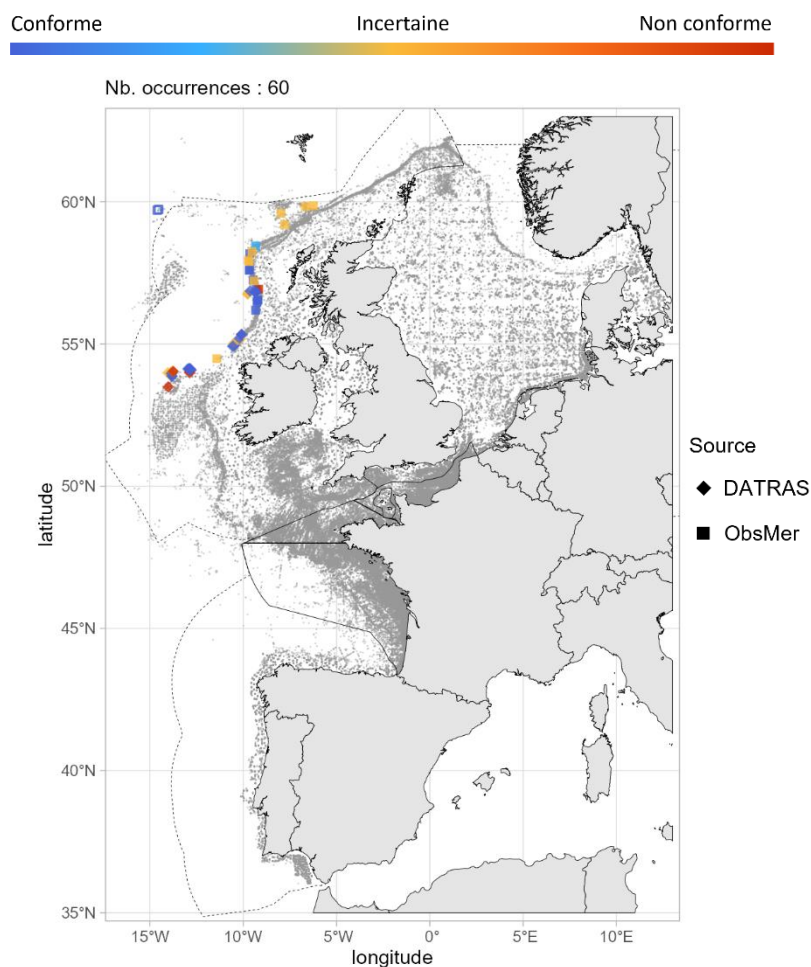 Conforme Incertaine Non conforme
Nb. occurrences : 60
60°N
55°N
50°N
45°N
40°N
35°N
latitude
15°W 10°W 5°W 0° 5°E 10°E
longitude
Source
DATRAS
ObsMer